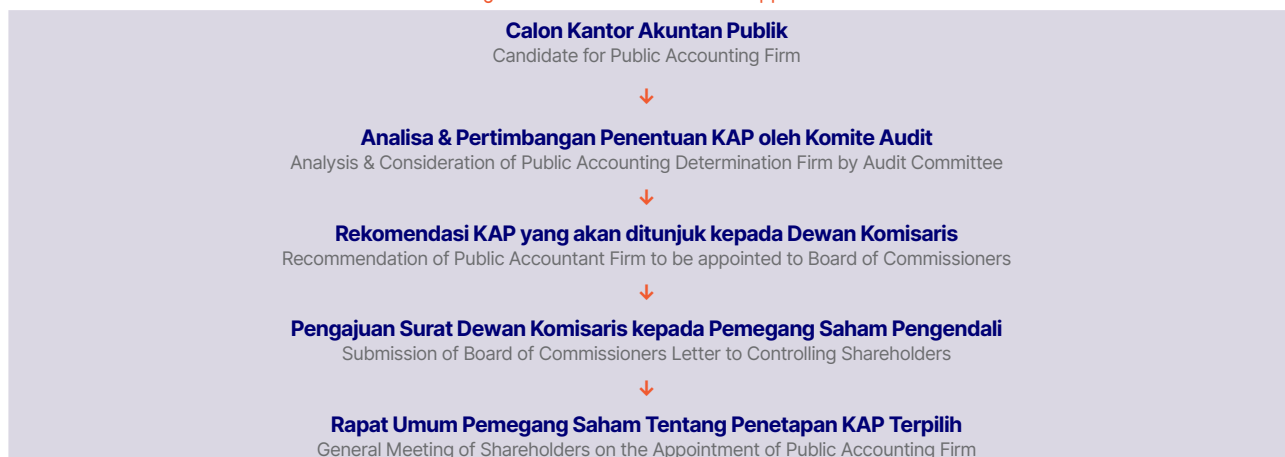 Calon Kantor Akuntan Publik
Candidate for Public Accounting Firm
↓
Analisa & Pertimbangan Penentuan KAP oleh Komite Audit
Analysis & Consideration of Public Accounting Determination Firm by Audit Committee
↓
Rekomendasi KAP yang akan ditunjuk kepada Dewan Komisaris
Recommendation of Public Accountant Firm to be appointed to Board of Commissioners
↓
Pengajuan Surat Dewan Komisaris kepada Pemegang Saham Pengendali
Submission of Board of Commissioners Letter to Controlling Shareholders
↓
Rapat Umum Pemegang Saham Tentang Penetapan KAP Terpilih
General Meeting of Shareholders on the Appointment of Public Accounting Firm